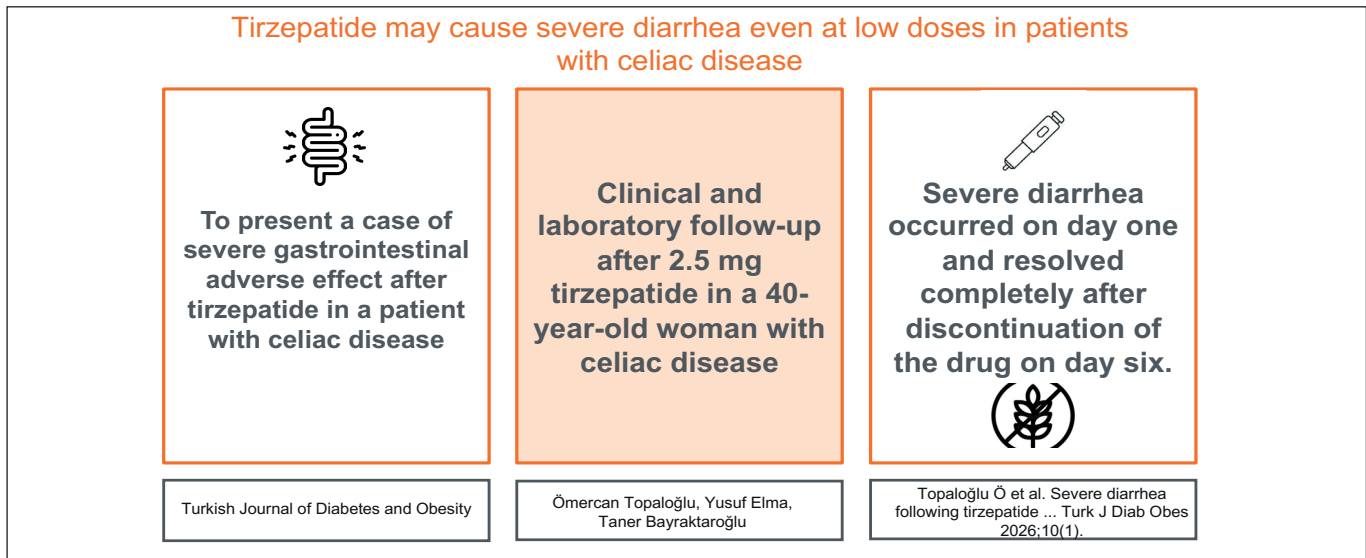 Tirzepatide may cause severe diarrhea even at low doses in patients
with celiac disease
To present a case of
severe gastrointestinal
adverse effect after
tirzepatide in a patient
with celiac disease
Clinical and
laboratory follow-up
after 2.5 mg
tirzepatide in a 40-
year-old woman with
celiac disease
Severe diarrhea
occurred on day one
and resolved
completely after
discontinuation of
the drug on day six.
Turkish Journal of Diabetes and Obesity
Ömercan Topaloğlu, Yusuf Elma,
Taner Bayraktaroğlu
Topaloğlu Ö et al. Severe diarrhea
following tirzepatide ... Turk J Diab Obes
2026;10(1).